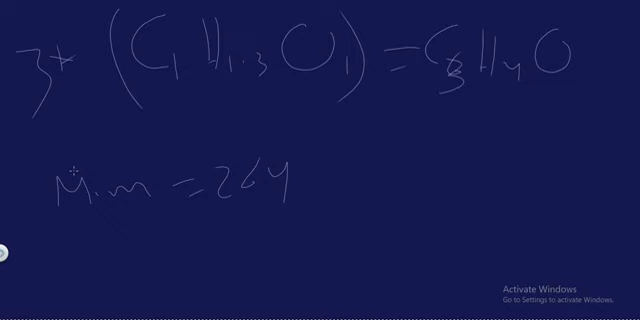 3* (C₁ H₁.₃ O₁) = C₃ H₄ O
M.m = 264
Activate Windows
Go to Settings to activate Windows.